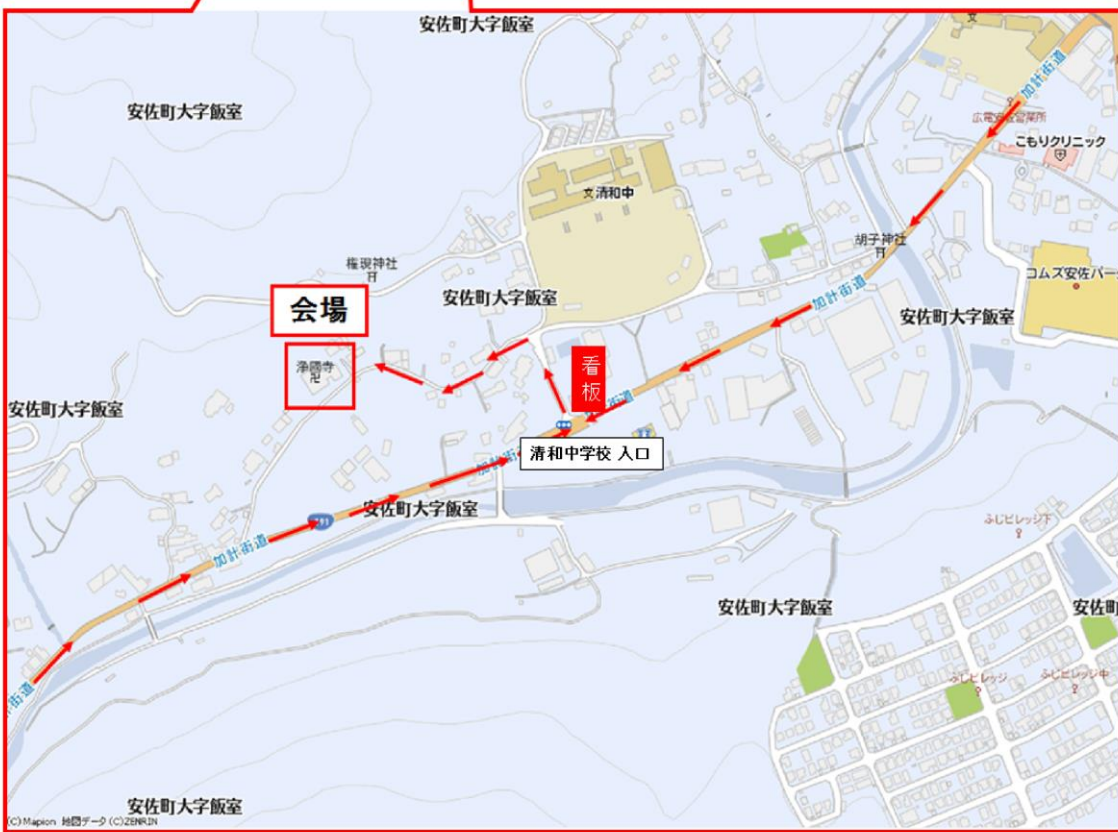 安佐町大字飯室
文
加計街道
安佐町大字飯室
広電安佐営業所
こもりクリニック
文清和中
胡子神社
権現神社
コムズ安佐パー
安佐町大字飯室
加計街道
会場
安佐町大字飯室
浄國寺
卍
看
板
安佐町大字飯室
街道
清和中学校 入口
加計街
安佐町大字飯室
191
ふじビレッジ下
加計街道
安佐町大字飯室
安佐町
ふじビレッジ
ふじビレッジ中
街道
安佐町大字飯室
(C)Mapion 地図データ(C)ZENRIN